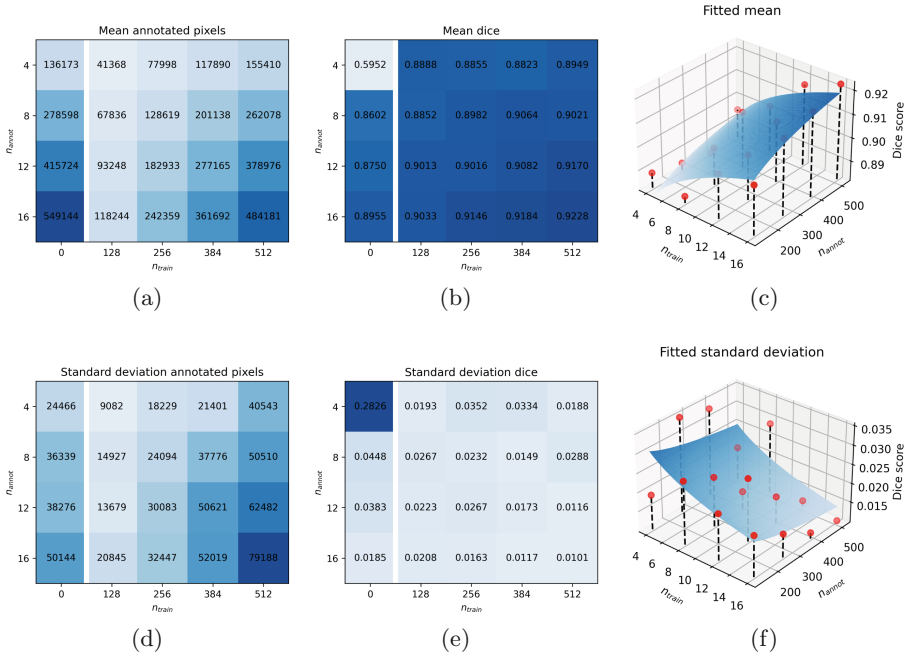 Mean annotated pixels
4 136173 41368 77998 117890 155410
8 278598 67836 128619 201138 262078
12 415724 93248 182933 277165 378976
16 549144 118244 242359 361692 484181
n_annot
0 128 256 384 512
n_train
(a)
Mean dice
4 0.5952 0.8888 0.8855 0.8823 0.8949
8 0.8602 0.8852 0.8982 0.9064 0.9021
12 0.8750 0.9013 0.9016 0.9082 0.9170
16 0.8955 0.9033 0.9146 0.9184 0.9228
n_annot
0 128 256 384 512
n_train
(b)
Fitted mean
0.92
0.91
0.90
0.89
Dice score
4 6 8 10 12 14 16
n_train
200 300 400 500
n_annot
(c)
Standard deviation annotated pixels
4 24466 9082 18229 21401 40543
8 36339 14927 24094 37776 50510
12 38276 13679 30083 50621 62482
16 50144 20845 32447 52019 79188
n_annot
0 128 256 384 512
n_train
(d)
Standard deviation dice
4 0.2826 0.0193 0.0352 0.0334 0.0188
8 0.0448 0.0267 0.0232 0.0149 0.0288
12 0.0383 0.0223 0.0267 0.0173 0.0116
16 0.0185 0.0208 0.0163 0.0117 0.0101
n_annot
0 128 256 384 512
n_train
(e)
Fitted standard deviation
0.035
0.030
0.025
0.020
0.015
Dice score
4 6 8 10 12 14 16
n_train
200 300 400 500
n_annot
(f)